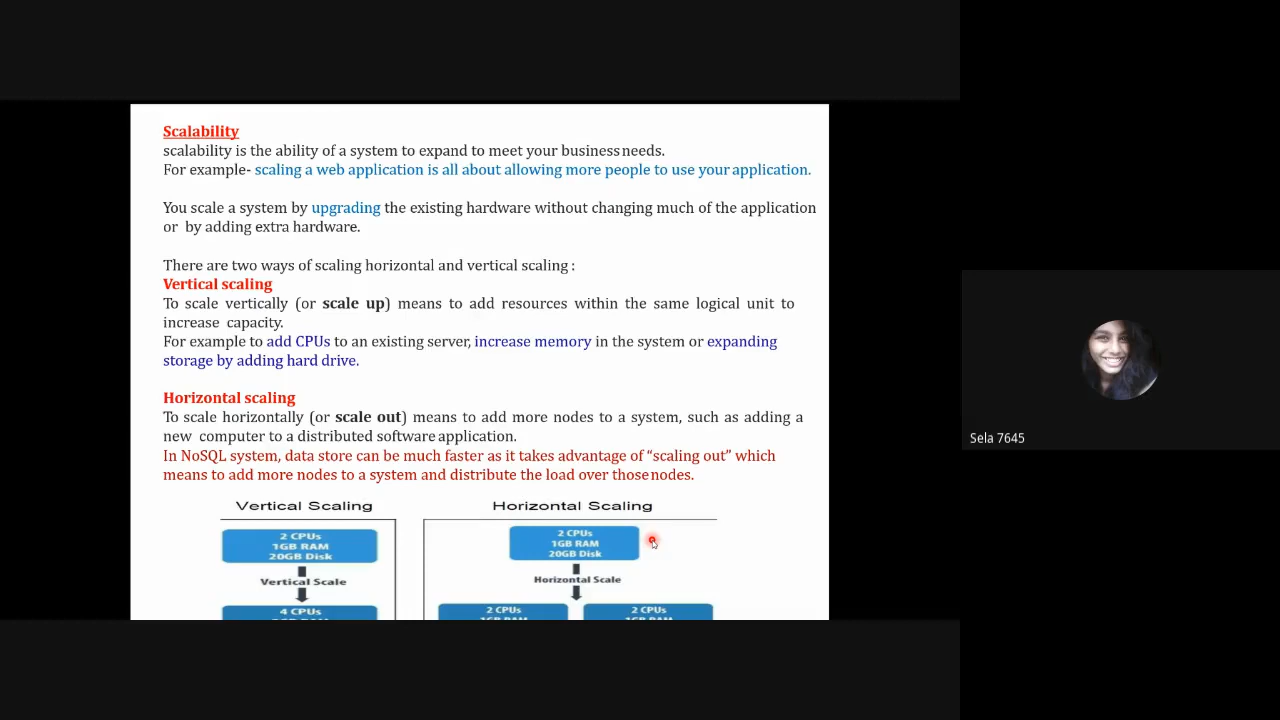 Scalability
scalability is the ability of a system to expand to meet your business needs.
For example- scaling a web application is all about allowing more people to use your application.
You scale a system by upgrading the existing hardware without changing much of the application
or by adding extra hardware.
There are two ways of scaling horizontal and vertical scaling :
Vertical scaling
To scale vertically (or scale up) means to add resources within the same logical unit to
increase capacity.
For example to add CPUs to an existing server, increase memory in the system or expanding
storage by adding hard drive.
Horizontal scaling
To scale horizontally (or scale out) means to add more nodes to a system, such as adding a
new computer to a distributed software application.
In NoSQL system, data store can be much faster as it takes advantage of “scaling out” which
means to add more nodes to a system and distribute the load over those nodes.
Vertical Scaling
2 CPUs
1GB RAM
20GB Disk
Vertical Scale
4 CPUs
Horizontal Scaling
2 CPUs
1GB RAM
20GB Disk
Horizontal Scale
2 CPUs
1GB RAM
2 CPUs
1GB RAM
Sela 7645